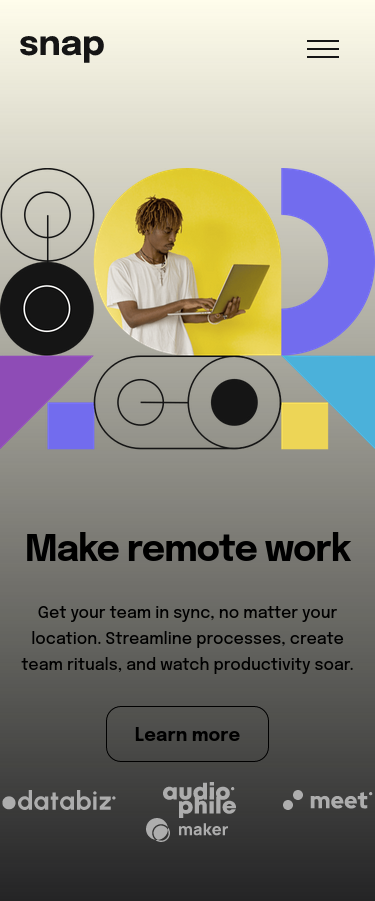 snap
Make remote work
Get your team in sync, no matter your
location. Streamline processes, create
team rituals, and watch productivity soar.
Learn more
databiz
audio
phile
meet
maker